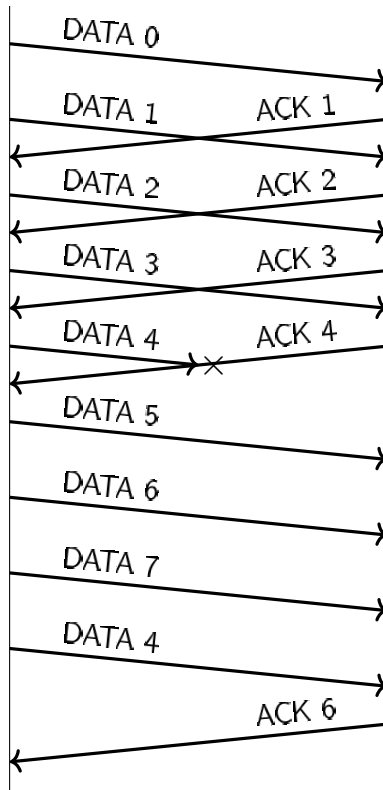 DATA 0
DATA 1
ACK 1
DATA 2
ACK 2
DATA 3
ACK 3
DATA 4
ACK 4
DATA 5
DATA 6
DATA 7
DATA 4
ACK 6